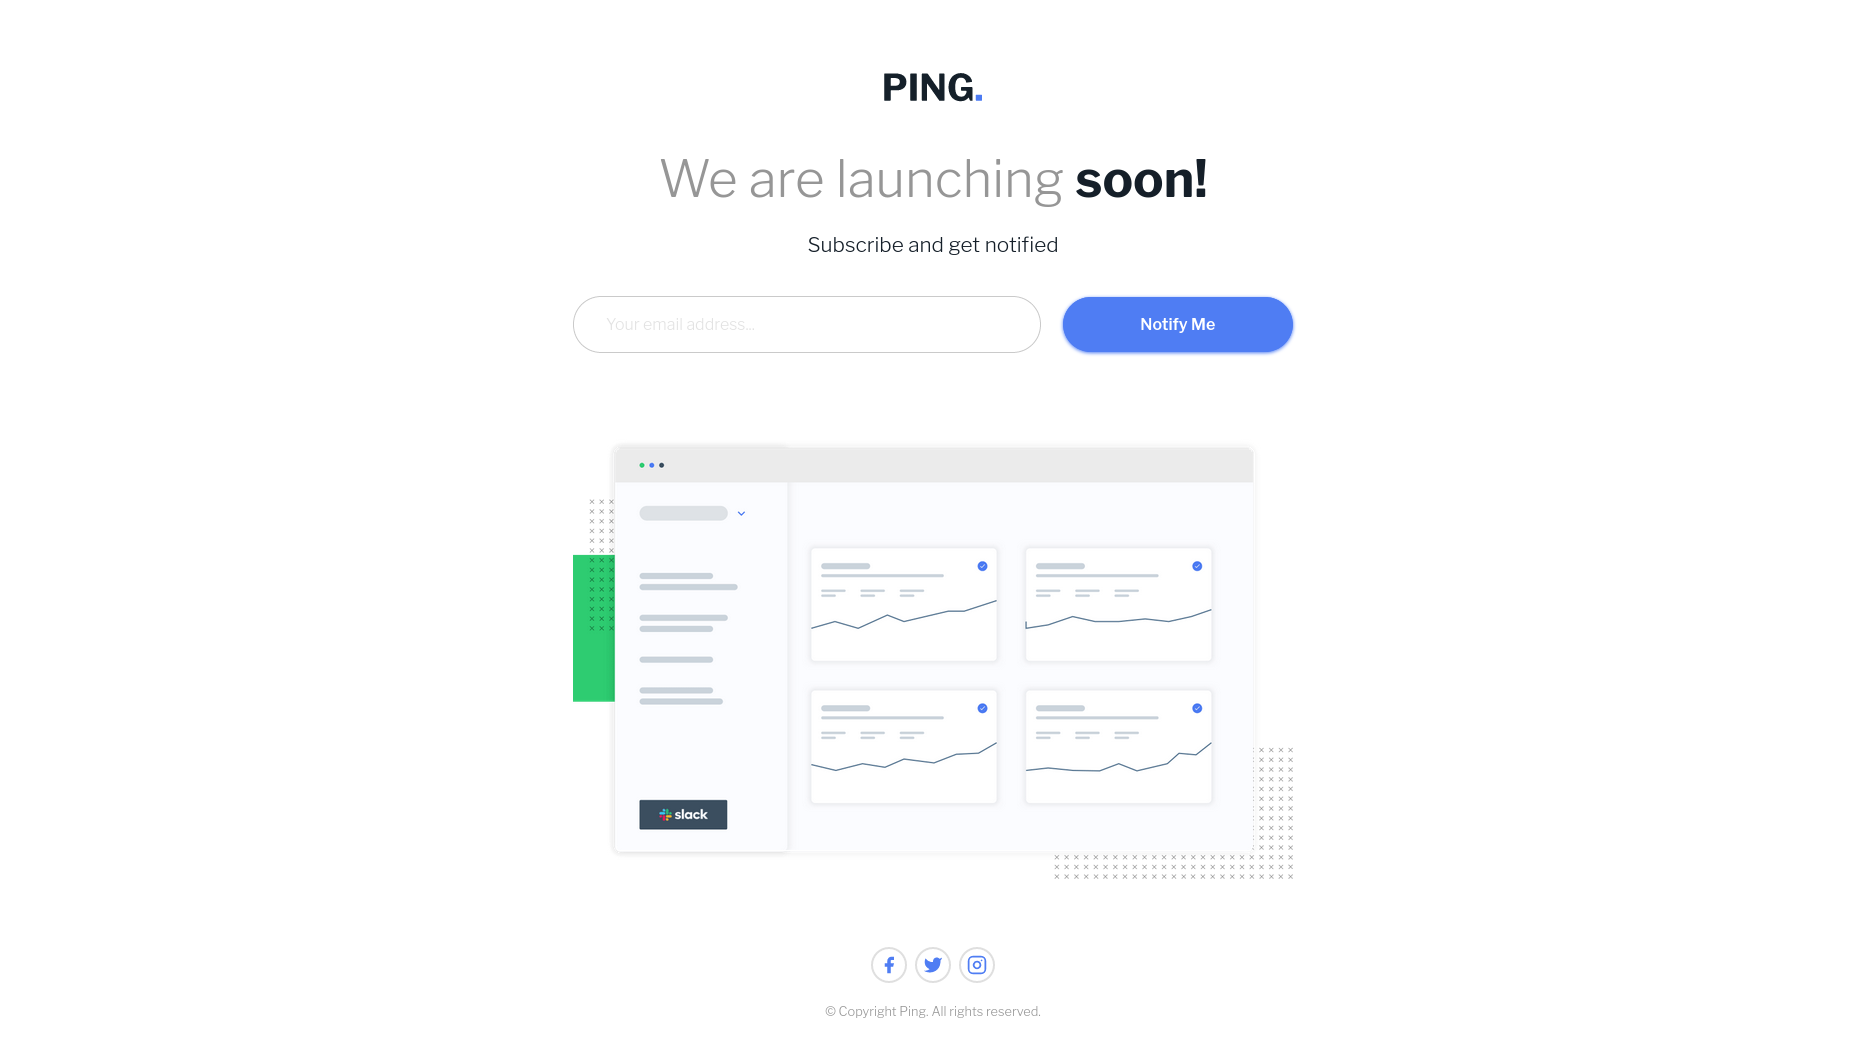 PING.
We are launching soon!
Subscribe and get notified
Your email address...
Notify Me
slack
© Copyright Ping. All rights reserved.